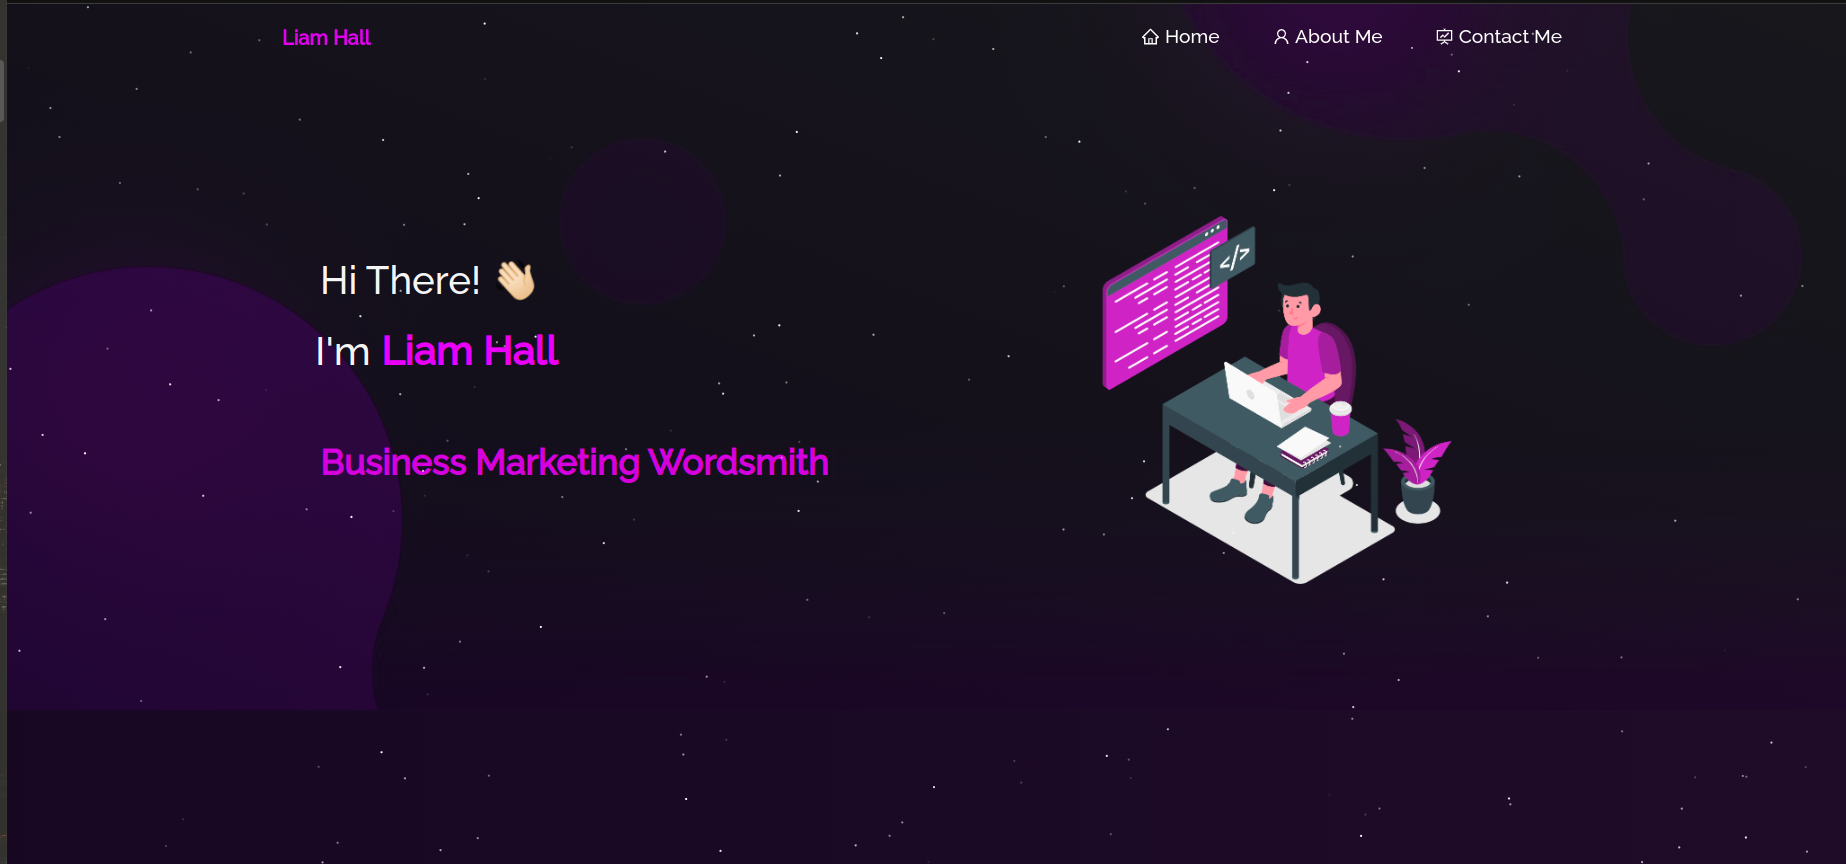 Liam Hall
Home
About Me
Contact Me
Hi There! 👋🏻
I'm Liam Hall
Business Marketing Wordsmith
</>